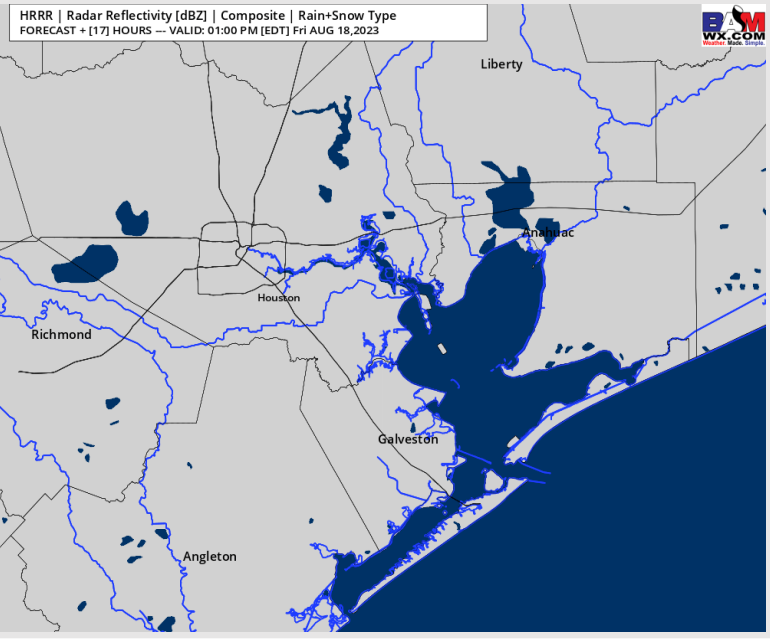 HRRR | Radar Reflectivity [dBZ] | Composite | Rain+Snow Type
FORECAST + [17] HOURS --- VALID: 01:00 PM [EDT] Fri AUG 18,2023
BAM
WX.COM
Weather. Made. Simple.
Liberty
Anahuac
Houston
Richmond
Galveston
Angleton